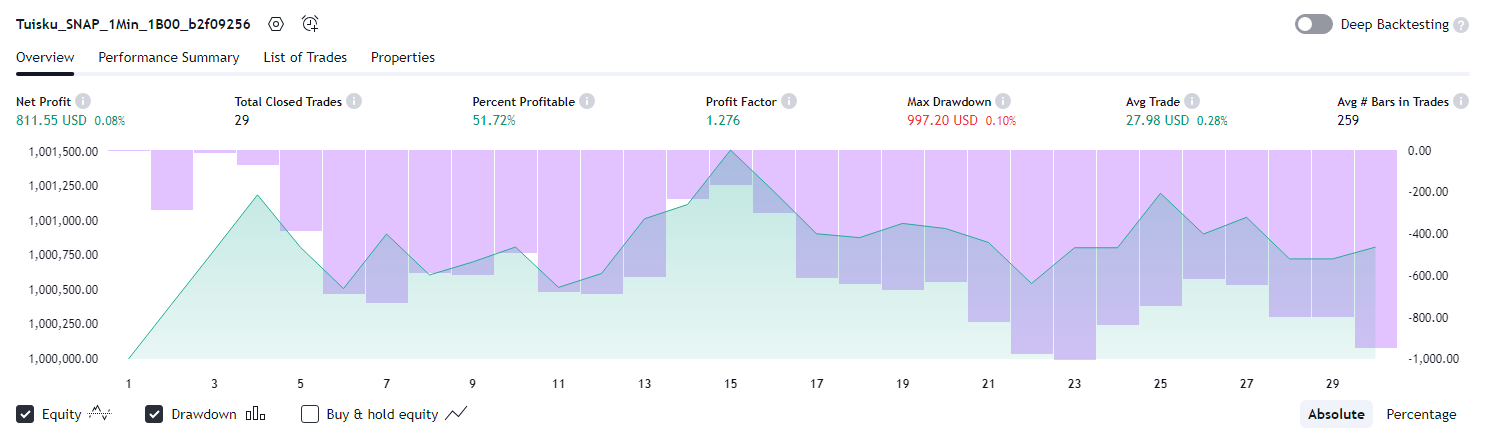 Tuisku_SNAP_1Min_1B00_b2f09256
Deep Backtesting ?
Overview Performance Summary List of Trades Properties
Net Profit i Total Closed Trades i Percent Profitable i Profit Factor i Max Drawdown i Avg Trade i Avg # Bars in Trades i
811.55 USD 0.08% 29 51.72% 1.276 997.20 USD 0.10% 27.98 USD 0.28% 259
1,001,500.00 0.00
1,001,250.00 -200.00
1,001,000.00 -400.00
1,000,750.00 -600.00
1,000,500.00 -800.00
1,000,250.00
1,000,000.00 -1,000.00
1 3 5 7 9 11 13 15 17 19 21 23 25 27 29
Equity Drawdown Buy & hold equity Absolute Percentage